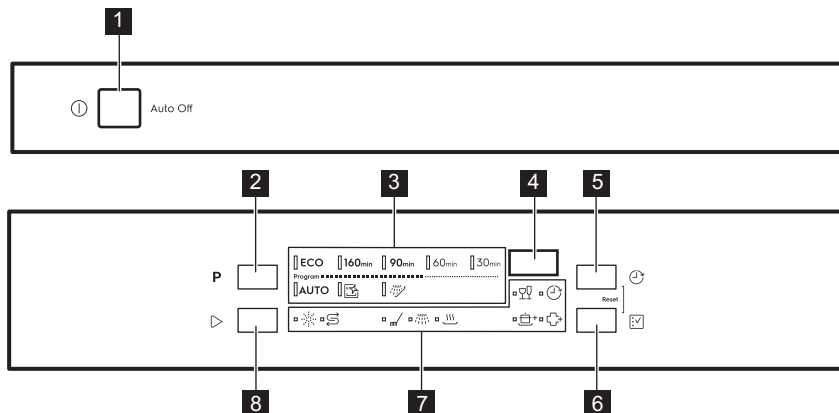 1
Auto Off
2 3 4 5
P ECO 160min 90min 60min 30min
Program
AUTO
Reset
8 7 6